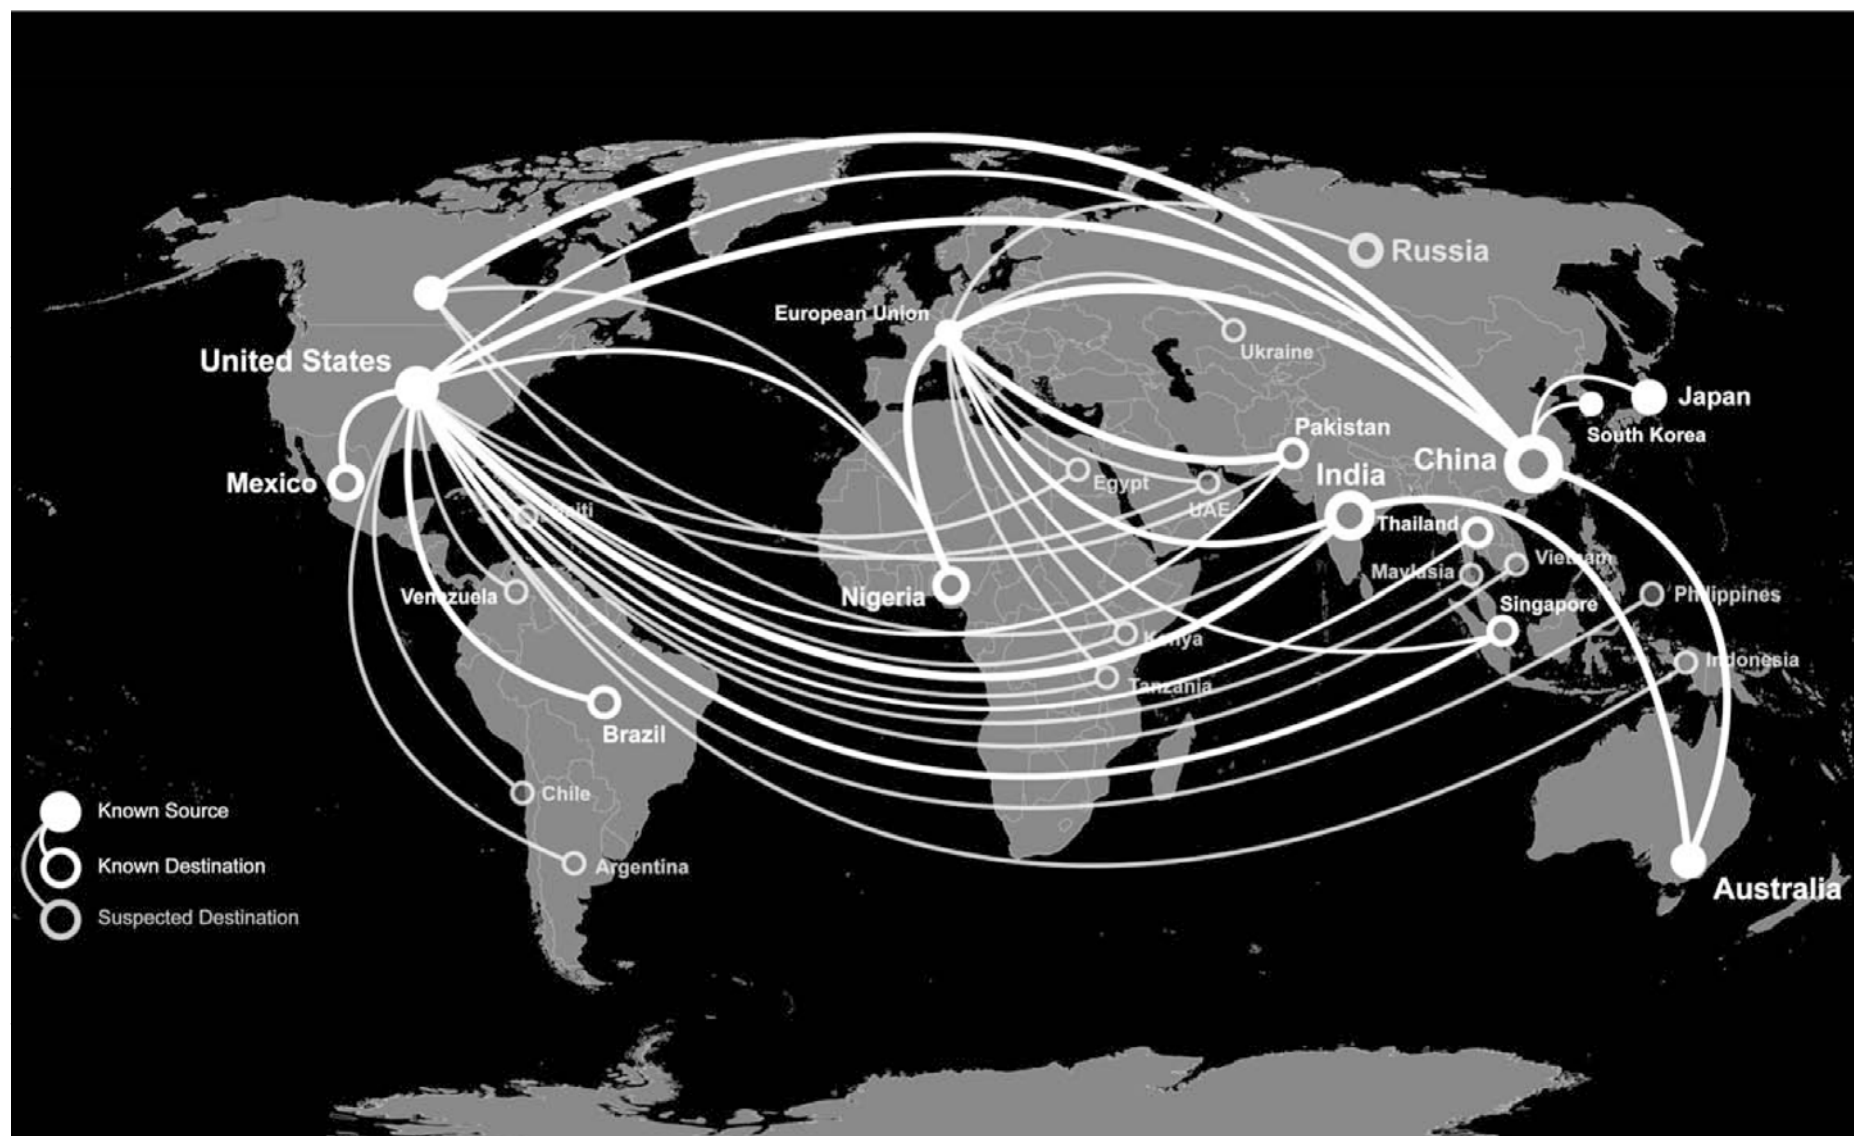 Russia
European Union
Ukraine
United States
Japan
Pakistan
South Korea
China
India
Mexico
Egypt
UAE
Thailand
Vietnam
Maylasia
Nigeria
Venezuela
Philippines
Singapore
Kenya
Indonesia
Tanzania
Brazil
Chile
Known Source
Argentina
Known Destination
Australia
Suspected Destination